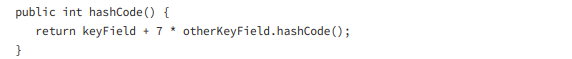 public int hashCode() {
return keyField + 7 * otherKeyField.hashCode();
}